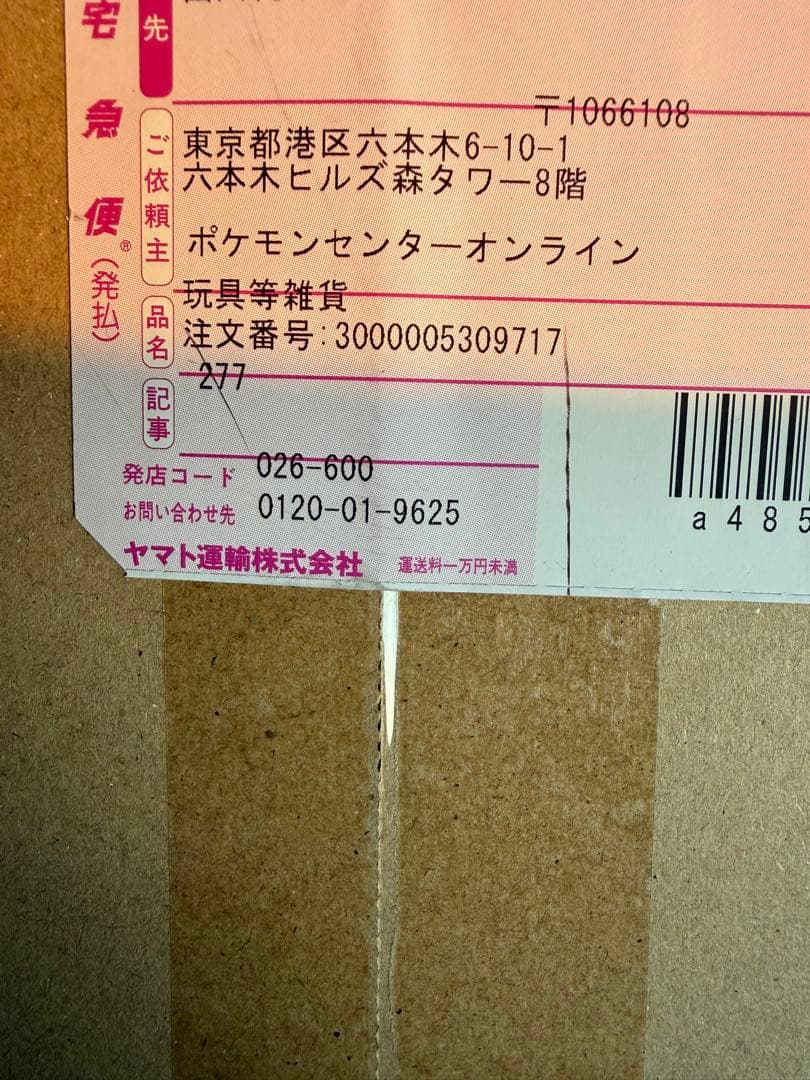 宅急便®(発払)
先
ご依頼主
〒1066108
東京都港区六本木6-10-1
六本木ヒルズ森タワー8階
ポケモンセンターオンライン
品名
玩具等雑貨
注文番号:3000005309717
277
記事
発店コード 026-600
お問い合わせ先 0120-01-9625
ヤマト運輸株式会社 運送料一万円未満
a485